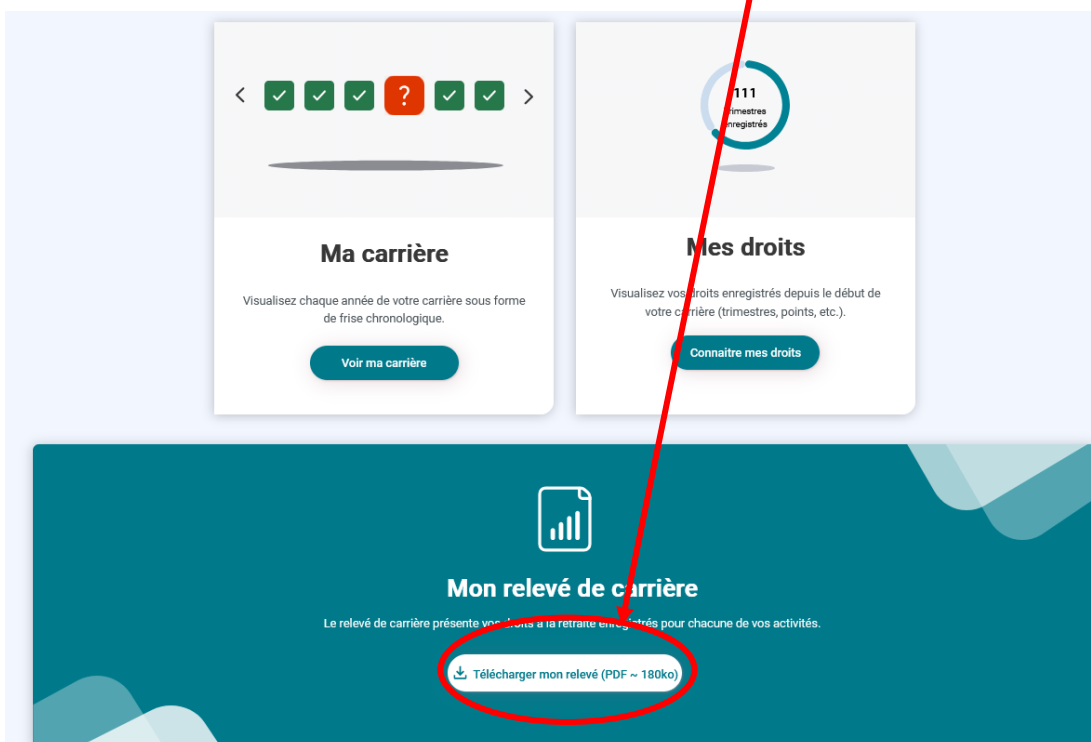 ?
111
Trimestres
enregistrés
Ma carrière
Mes droits
Visualisez chaque année de votre carrière sous forme
de frise chronologique.
Visualisez vos droits enregistrés depuis le début de
votre carrière (trimestres, points, etc.).
Voir ma carrière
Connaitre mes droits
Mon relevé de carrière
Le relevé de carrière présente vos droits à la retraite enregistrés pour chacune de vos activités.
Télécharger mon relevé (PDF ~ 180ko)